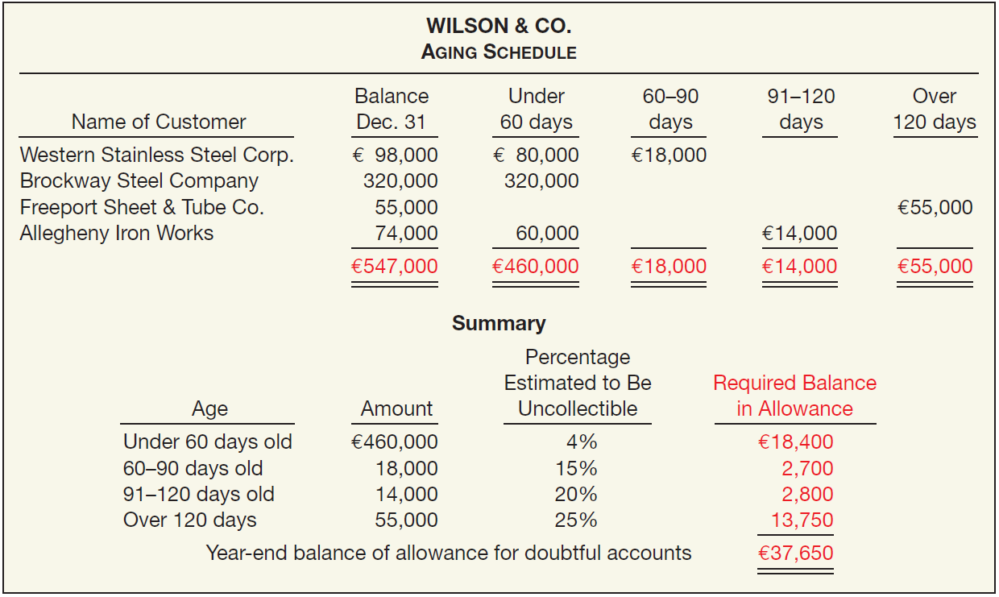 WILSON & CO.
AGING SCHEDULE
Balance Under 60–90 91–120 Over
Name of Customer Dec. 31 60 days days days 120 days
Western Stainless Steel Corp. € 98,000 € 80,000 €18,000
Brockway Steel Company 320,000 320,000
Freeport Sheet & Tube Co. 55,000 €55,000
Allegheny Iron Works 74,000 60,000 €14,000
€547,000 €460,000 €18,000 €14,000 €55,000
Summary
Percentage
Estimated to Be Required Balance
Age Amount Uncollectible in Allowance
Under 60 days old €460,000 4% €18,400
60–90 days old 18,000 15% 2,700
91–120 days old 14,000 20% 2,800
Over 120 days 55,000 25% 13,750
Year-end balance of allowance for doubtful accounts €37,650